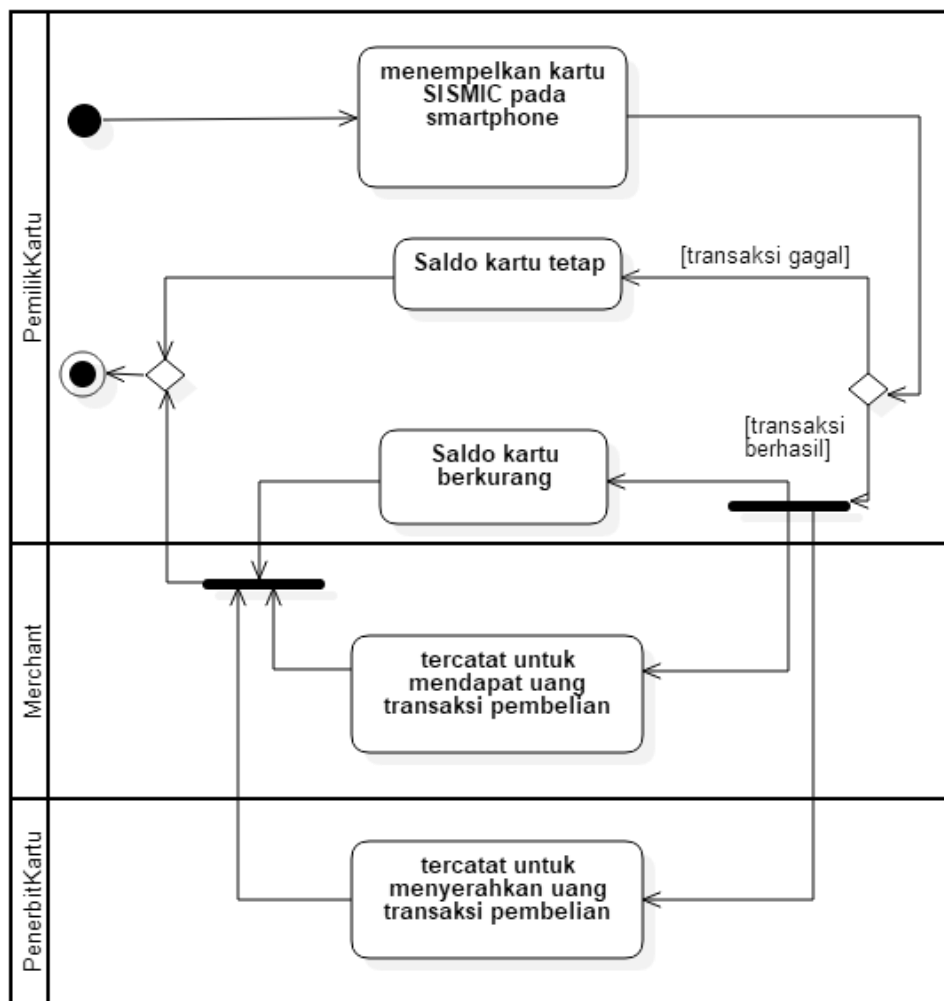 PemilikKartu
menempelkan kartu
SISMIC pada
smartphone
Saldo kartu tetap
[transaksi gagal]
[transaksi
berhasil]
Saldo kartu
berkurang
Merchant
tercatat untuk
mendapat uang
transaksi pembelian
PenerbitKartu
tercatat untuk
menyerahkan uang
transaksi pembelian